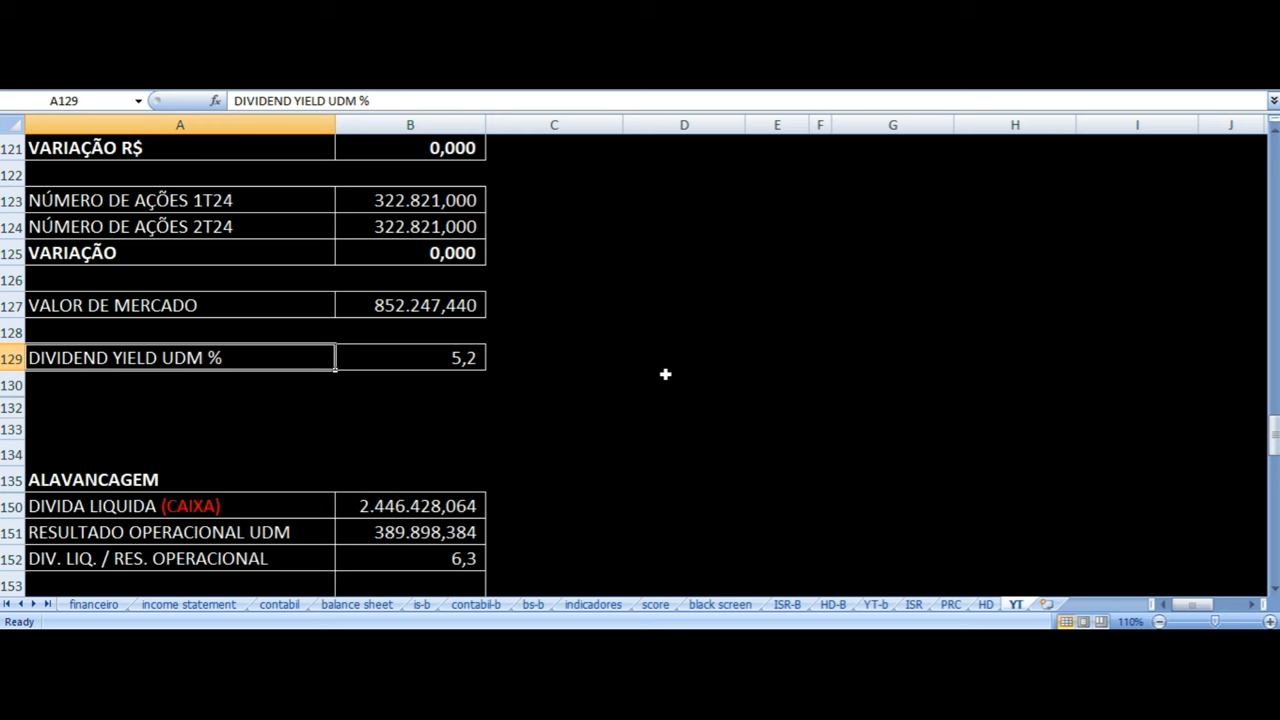 A129 fx DIVIDEND YIELD UDM %
A B C D E F G H I J
121 VARIAÇÃO R$ 0,000
122
123 NÚMERO DE AÇÕES 1T24 322.821,000
124 NÚMERO DE AÇÕES 2T24 322.821,000
125 VARIAÇÃO 0,000
126
127 VALOR DE MERCADO 852.247,440
128
129 DIVIDEND YIELD UDM % 5,2
130
132
133
134
135 ALAVANCAGEM
150 DIVIDA LIQUIDA (CAIXA) 2.446.428,064
151 RESULTADO OPERACIONAL UDM 389.898,384
152 DIV. LIQ. / RES. OPERACIONAL 6,3
153
financeiro income statement contabil balance sheet is-b contabil-b bs-b indicadores score black screen ISR-B HD-B YT-b ISR PRC HD YT
Ready 110%